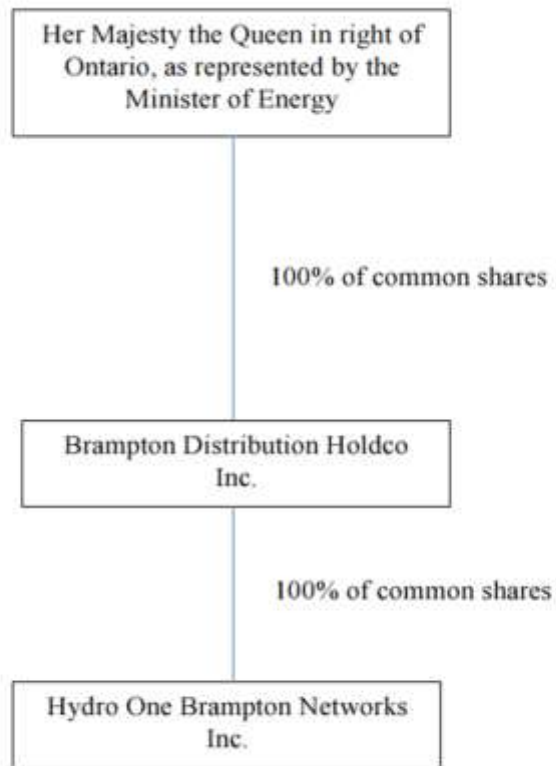 Her Majesty the Queen in right of
Ontario, as represented by the
Minister of Energy
100% of common shares
Brampton Distribution Holdco
Inc.
100% of common shares
Hydro One Brampton Networks
Inc.